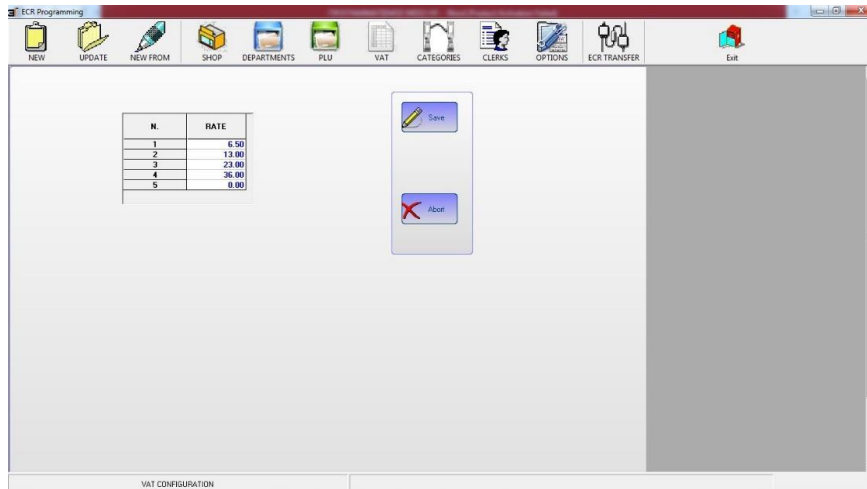 ECR Programming
NEW UPDATE NEW FROM SHOP DEPARTMENTS PLU VAT CATEGORIES CLERKS OPTIONS ECR TRANSFER Exit
N. RATE
1 6.50
2 13.00
3 23.00
4 36.00
5 0.00
Save
Abort
VAT CONFIGURATION